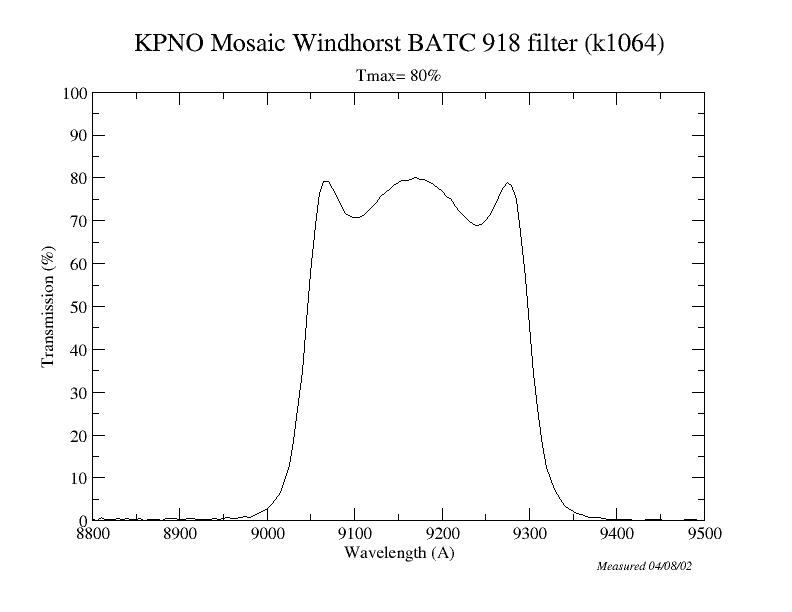 KPNO Mosaic Windhorst BATC 918 filter (k1064)
Tmax= 80%
100
90
80
70
60
50
40
30
20
10
0
Transmission (%)
8800 8900 9000 9100 9200 9300 9400 9500
Wavelength (A)
Measured 04/08/02